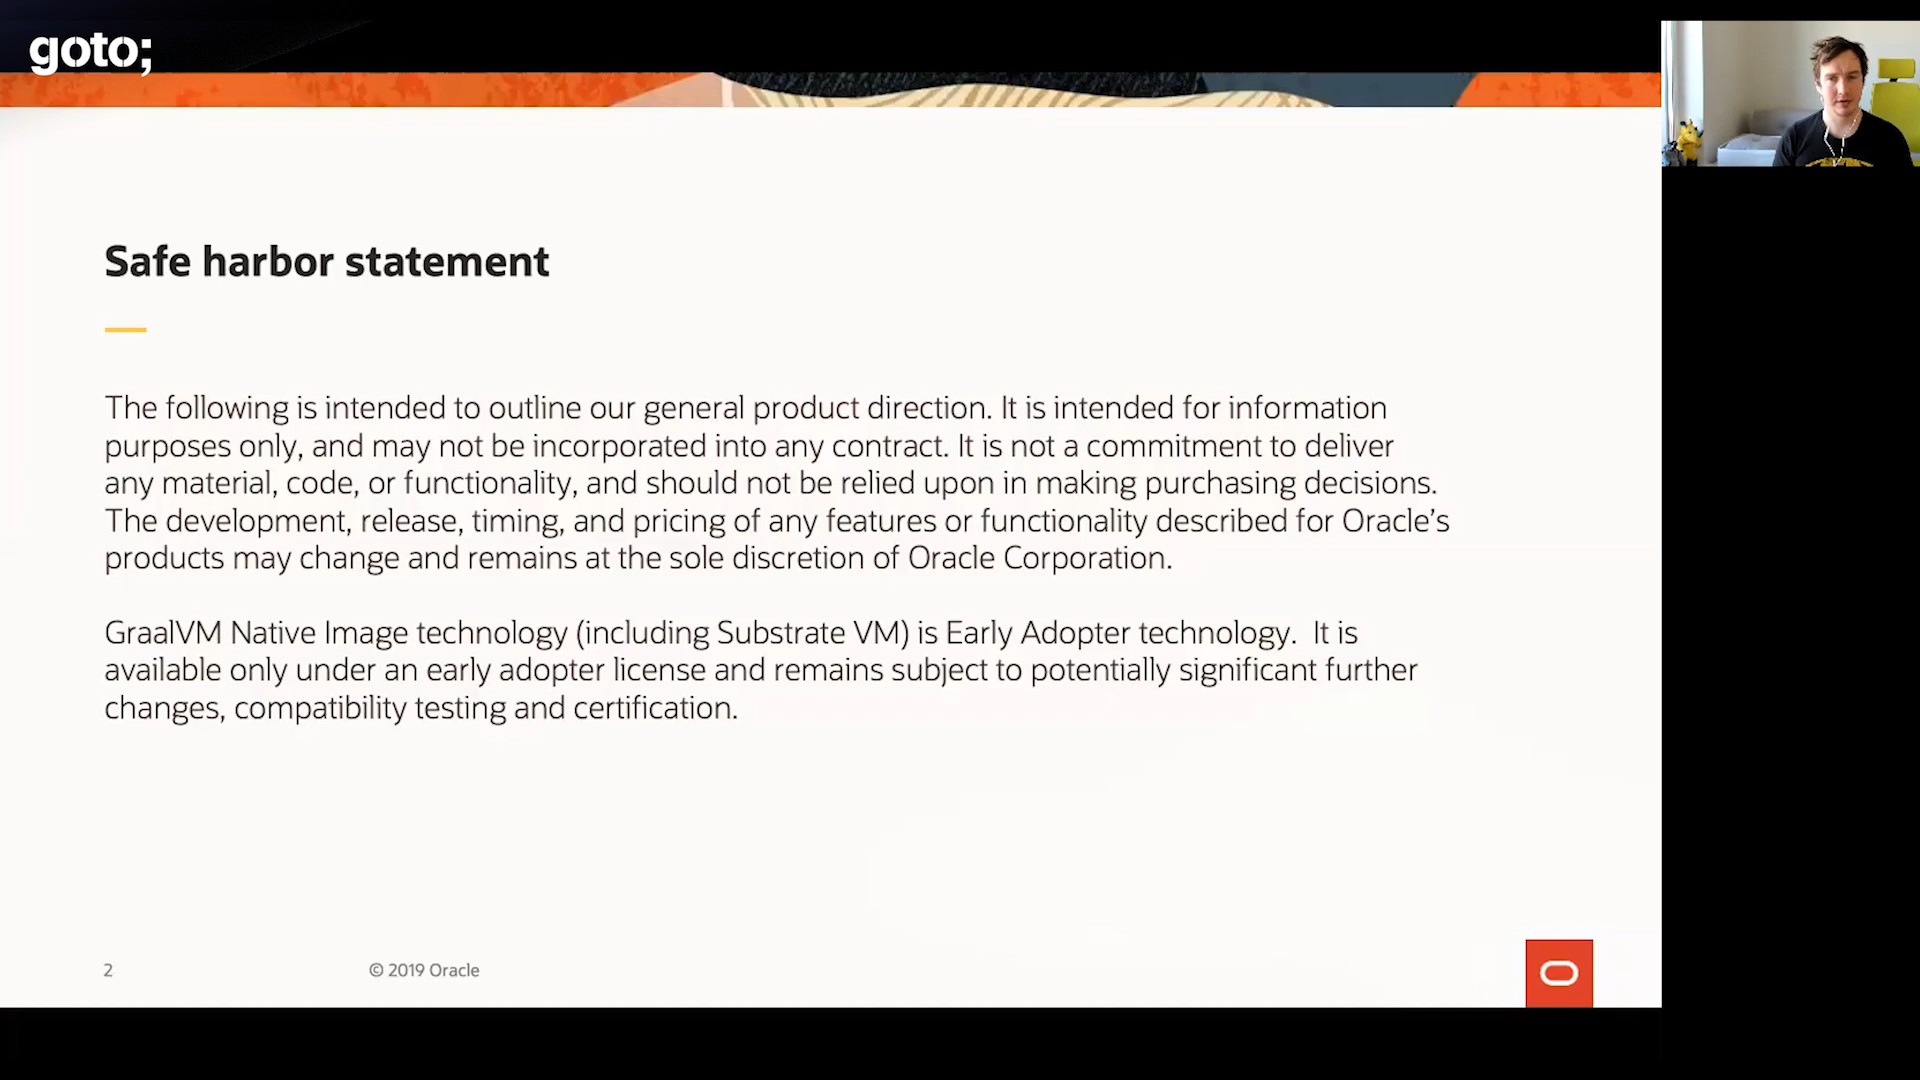 goto;
Safe harbor statement
The following is intended to outline our general product direction. It is intended for information
purposes only, and may not be incorporated into any contract. It is not a commitment to deliver
any material, code, or functionality, and should not be relied upon in making purchasing decisions.
The development, release, timing, and pricing of any features or functionality described for Oracle’s
products may change and remains at the sole discretion of Oracle Corporation.
GraalVM Native Image technology (including Substrate VM) is Early Adopter technology.  It is
available only under an early adopter license and remains subject to potentially significant further
changes, compatibility testing and certification.
2
© 2019 Oracle